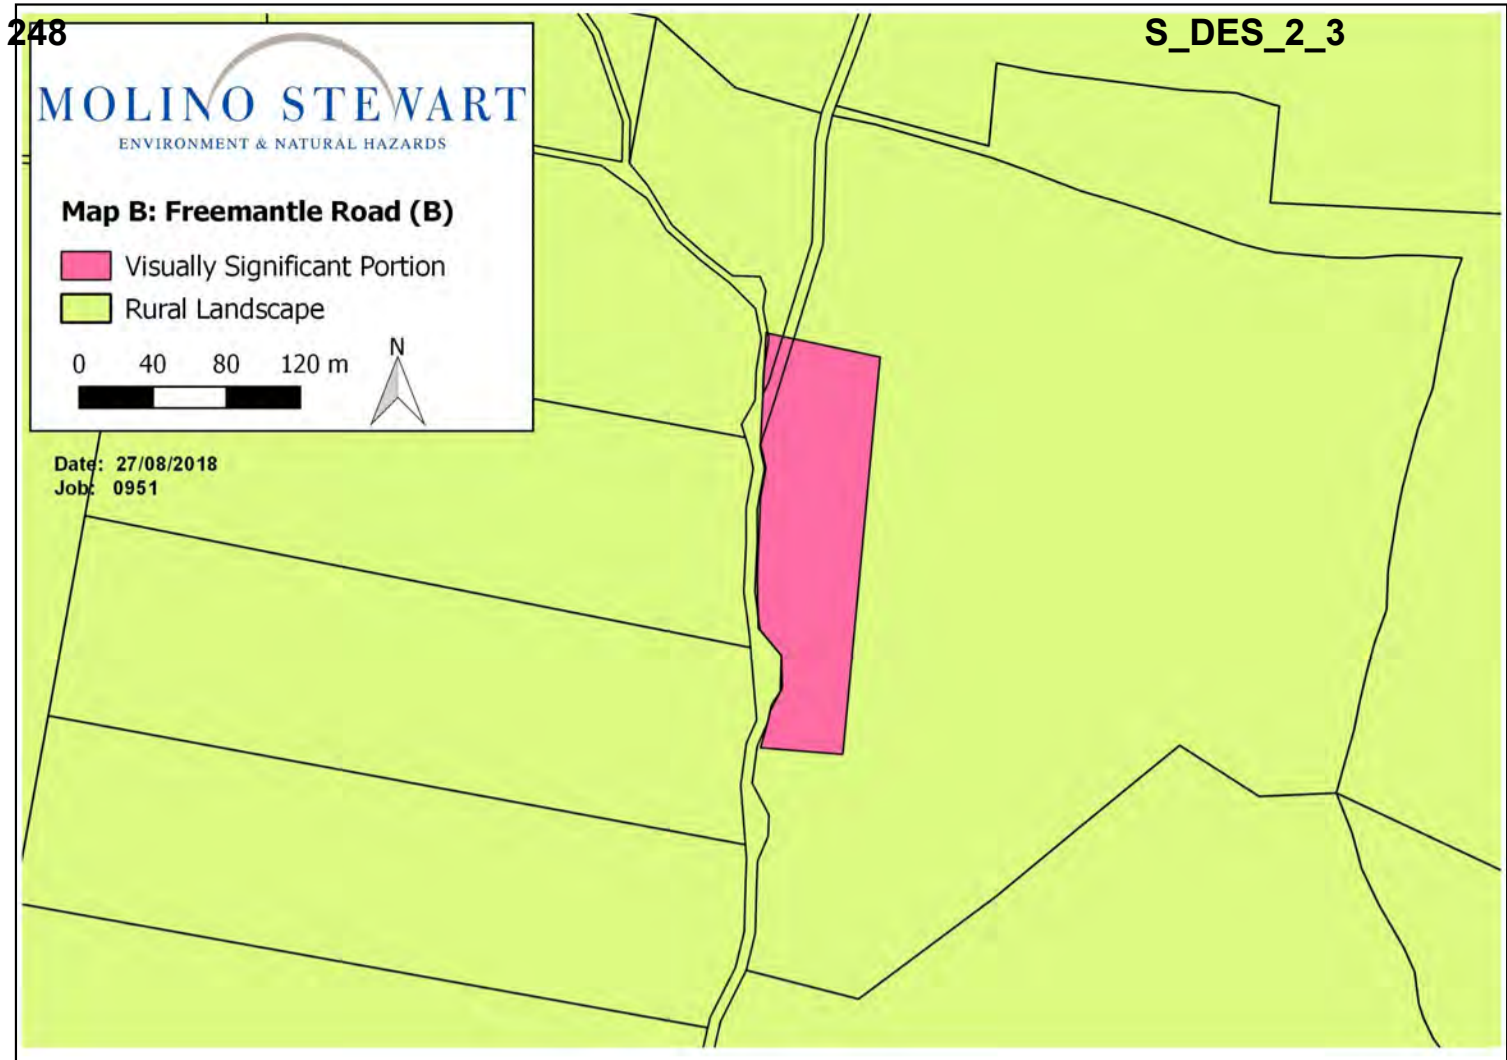 248
S_DES_2_3
MOLINO STEWART
ENVIRONMENT & NATURAL HAZARDS
Map B: Freemantle Road (B)
Visually Significant Portion
Rural Landscape
0 40 80 120 m
N
Date: 27/08/2018
Job: 0951